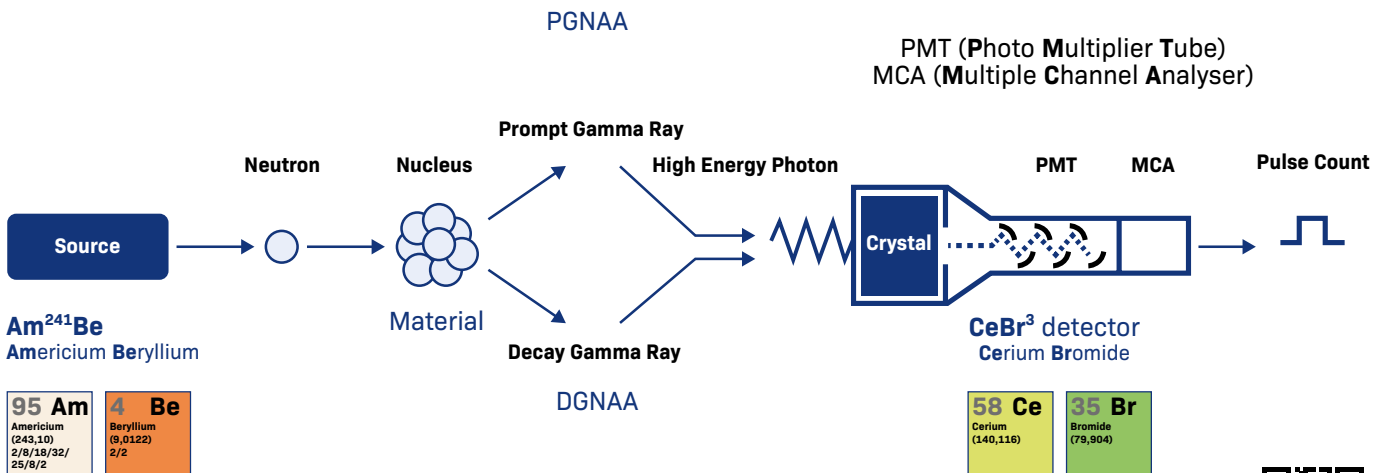 PGNAA
PMT (Photo Multiplier Tube)
MCA (Multiple Channel Analyser)
Prompt Gamma Ray
Neutron
Nucleus
High Energy Photon
PMT
MCA
Pulse Count
Source
Crystal
Material
Am²⁴¹Be
Americium Beryllium
Decay Gamma Ray
DGNAA
CeBr³ detector
Cerium Bromide
95 Am
Americium
(243,10)
2/8/18/32/
25/8/2
4 Be
Beryllium
(9,0122)
2/2
58 Ce
Cerium
(140,116)
35 Br
Bromide
(79,904)